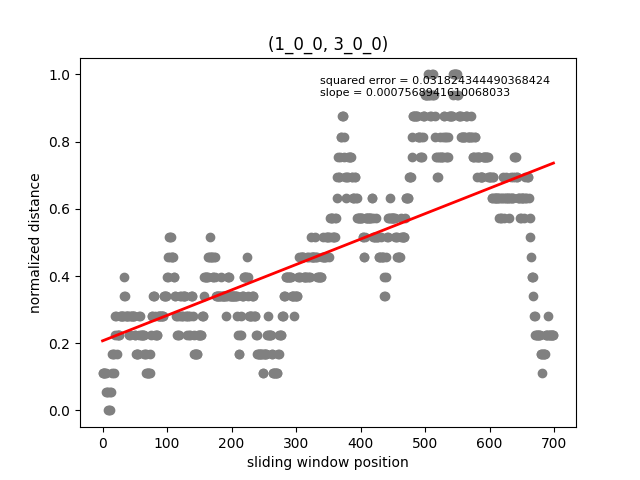 (1_0_0, 3_0_0)
squared error = 0.031824344490368424
slope = 0.0007568941610068033
1.0
0.8
0.6
0.4
0.2
0.0
normalized distance
0 100 200 300 400 500 600 700
sliding window position